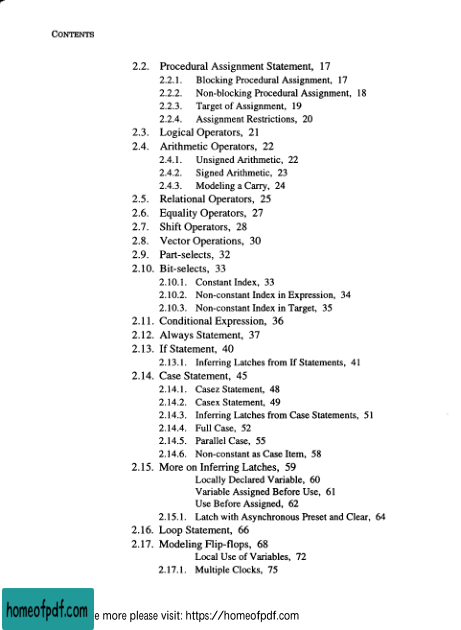 CONTENTS
2.2. Procedural Assignment Statement, 17
2.2.1. Blocking Procedural Assignment, 17
2.2.2. Non-blocking Procedural Assignment, 18
2.2.3. Target of Assignment, 19
2.2.4. Assignment Restrictions, 20
2.3. Logical Operators, 21
2.4. Arithmetic Operators, 22
2.4.1. Unsigned Arithmetic, 22
2.4.2. Signed Arithmetic, 23
2.4.3. Modeling a Carry, 24
2.5. Relational Operators, 25
2.6. Equality Operators, 27
2.7. Shift Operators, 28
2.8. Vector Operations, 30
2.9. Part-selects, 32
2.10. Bit-selects, 33
2.10.1. Constant Index, 33
2.10.2. Non-constant Index in Expression, 34
2.10.3. Non-constant Index in Target, 35
2.11. Conditional Expression, 36
2.12. Always Statement, 37
2.13. If Statement, 40
2.13.1. Inferring Latches from If Statements, 41
2.14. Case Statement, 45
2.14.1. Casez Statement, 48
2.14.2. Casex Statement, 49
2.14.3. Inferring Latches from Case Statements, 51
2.14.4. Full Case, 52
2.14.5. Parallel Case, 55
2.14.6. Non-constant as Case Item, 58
2.15. More on Inferring Latches, 59
Locally Declared Variable, 60
Variable Assigned Before Use, 61
Use Before Assigned, 62
2.15.1. Latch with Asynchronous Preset and Clear, 64
2.16. Loop Statement, 66
2.17. Modeling Flip-flops, 68
Local Use of Variables, 72
2.17.1. Multiple Clocks, 75
homeofpdf.com
e more please visit: https://homeofpdf.com